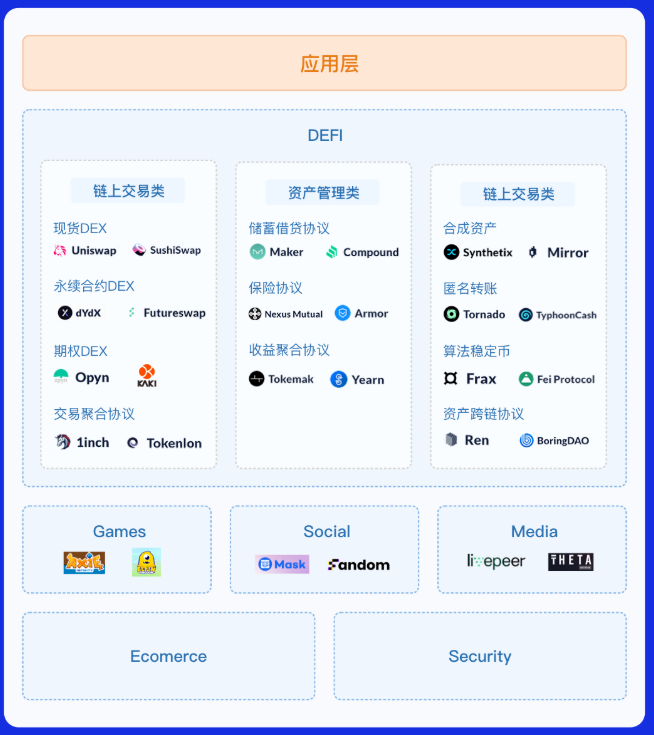 应用层
DEFI
链上交易类
现货DEX
Uniswap SushiSwap
永续合约DEX
dYdX Futureswap
期权DEX
Opyn KAKI
交易聚合协议
1inch Tokenlon
资产管理类
储蓄借贷协议
Maker Compound
保险协议
Nexus Mutual Armor
收益聚合协议
Tokemak Yearn
链上交易类
合成资产
Synthetix Mirror
匿名转账
Tornado TyphoonCash
算法稳定币
Frax Fei Protocol
资产跨链协议
Ren BoringDAO
Games
Axie
Social
Mask Fandom
Media
livepeer THETA
Ecomerce
Security